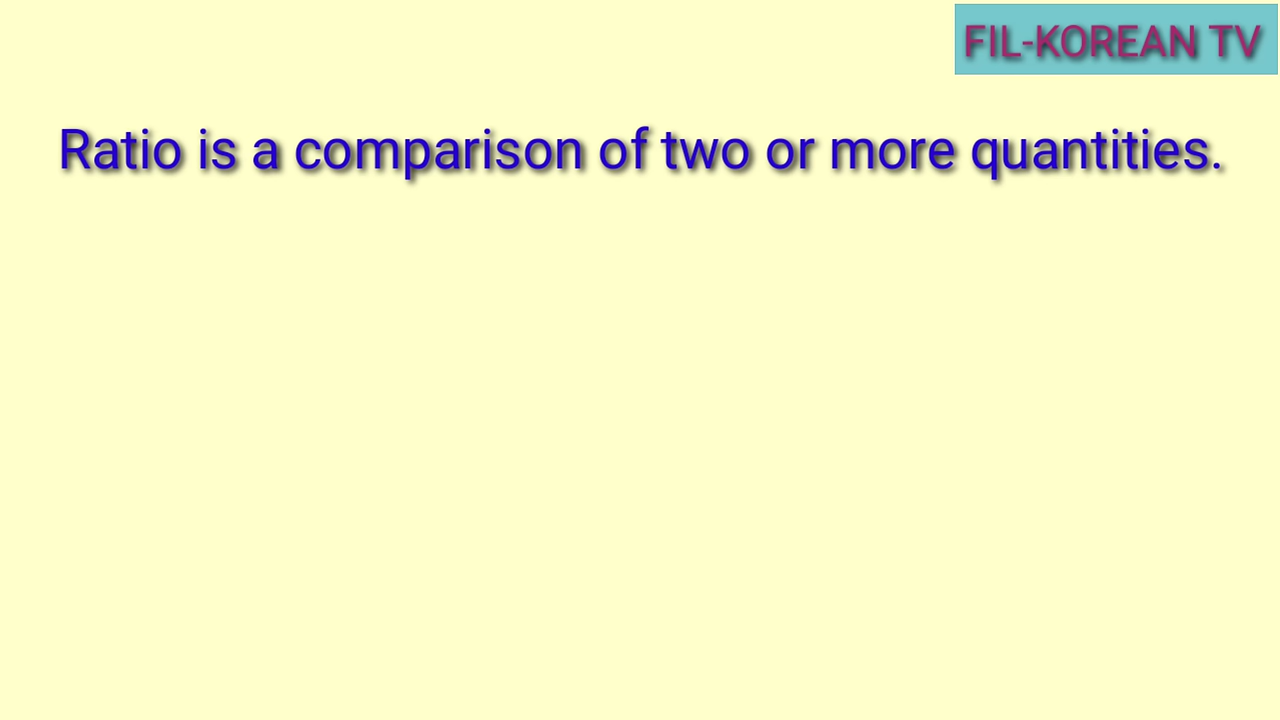 FIL-KOREAN TV
Ratio is a comparison of two or more quantities.